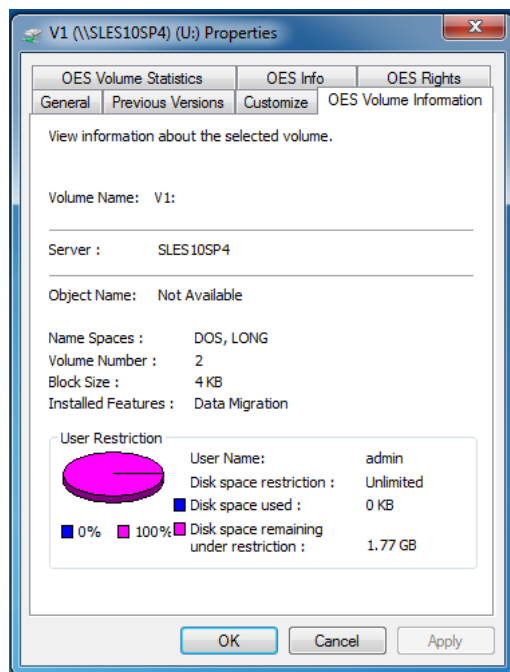 V1 (\\SLES10SP4) (U:) Properties
OES Volume Statistics OES Info OES Rights
General Previous Versions Customize OES Volume Information
View information about the selected volume.
Volume Name: V1:
Server : SLES10SP4
Object Name: Not Available
Name Spaces : DOS, LONG
Volume Number : 2
Block Size : 4 KB
Installed Features : Data Migration
User Restriction
User Name: admin
Disk space restriction : Unlimited
Disk space used : 0 KB
0% 100% Disk space remaining
under restriction : 1.77 GB
OK Cancel Apply